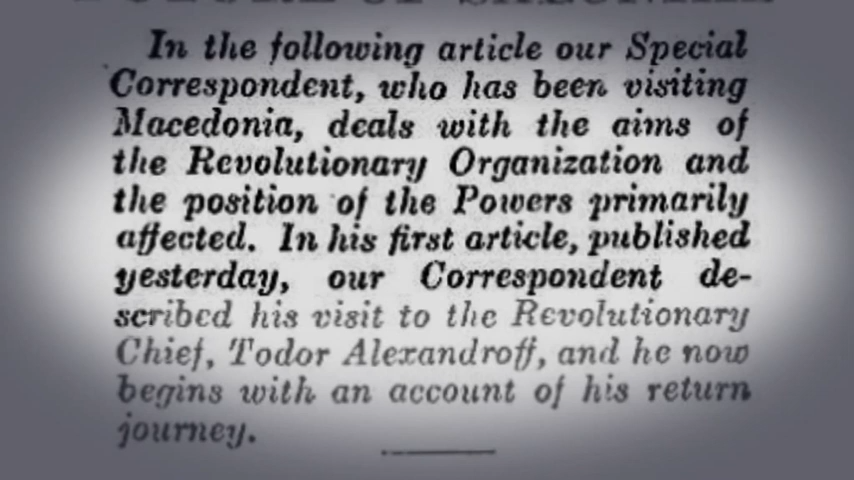 In the following article our Special
Correspondent, who has been visiting
Macedonia, deals with the aims of
the Revolutionary Organization and
the position of the Powers primarily
affected. In his first article, published
yesterday, our Correspondent de-
scribed his visit to the Revolutionary
Chief, Todor Alexandroff, and he now
begins with an account of his return
journey.